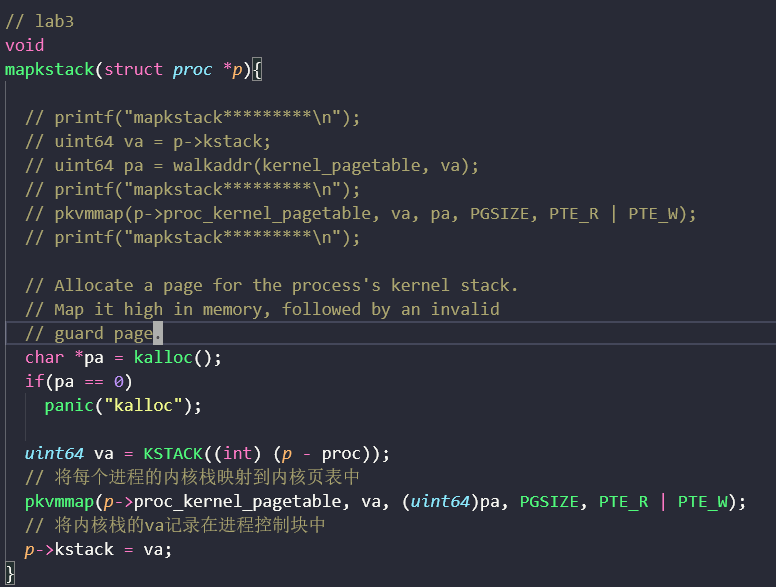 // lab3
void
mapkstack(struct proc *p){
// printf("mapkstack*********\n");
// uint64 va = p->kstack;
// uint64 pa = walkaddr(kernel_pagetable, va);
// printf("mapkstack*********\n");
// pkvmmap(p->proc_kernel_pagetable, va, pa, PGSIZE, PTE_R | PTE_W);
// printf("mapkstack*********\n");
// Allocate a page for the process's kernel stack.
// Map it high in memory, followed by an invalid
// guard page.
char *pa = kalloc();
if(pa == 0)
panic("kalloc");
uint64 va = KSTACK((int) (p - proc));
// 将每个进程的内核栈映射到内核页表中
pkvmmap(p->proc_kernel_pagetable, va, (uint64)pa, PGSIZE, PTE_R | PTE_W);
// 将内核栈的va记录在进程控制块中
p->kstack = va;
}